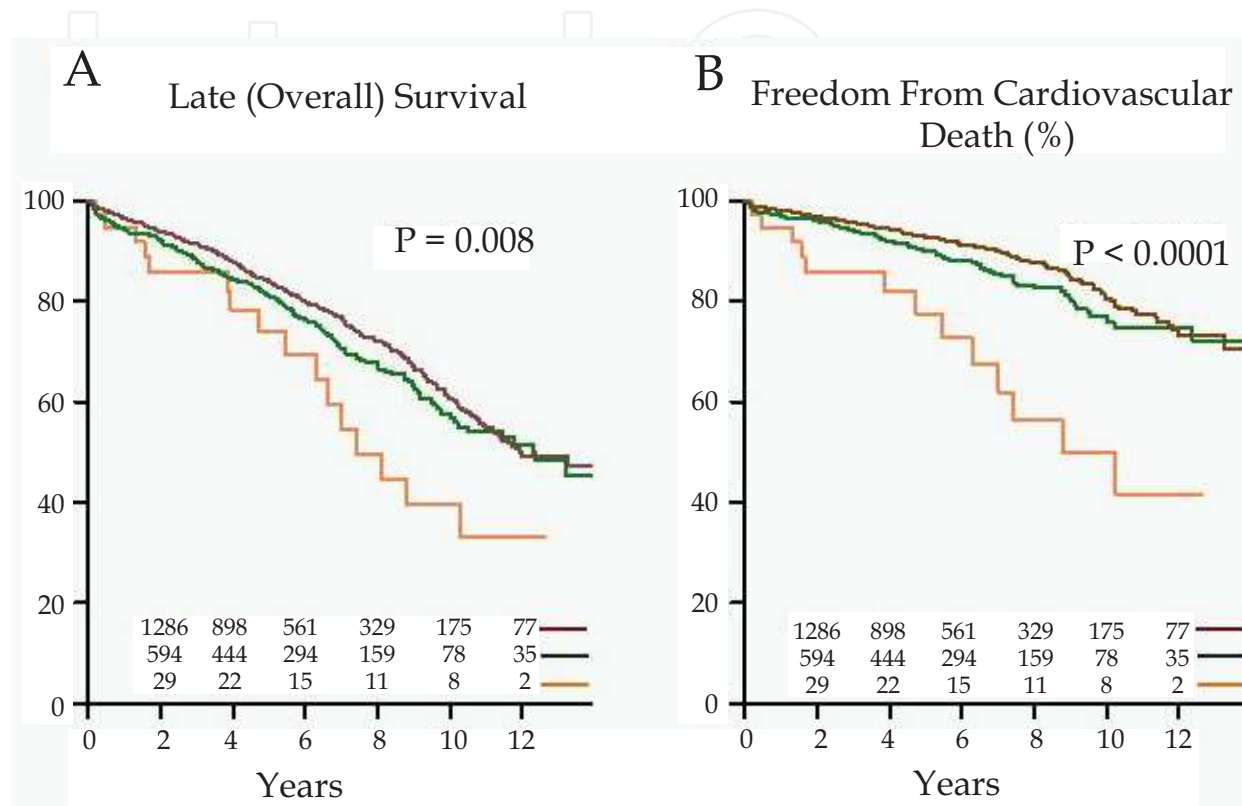 A
Late (Overall) Survival
100
80
60
40
20
0
P = 0.008
1286 898 561 329 175 77
594 444 294 159 78 35
29 22 15 11 8 2
0 2 4 6 8 10 12
Years
B
Freedom From Cardiovascular
Death (%)
100
80
60
40
20
0
P < 0.0001
1286 898 561 329 175 77
594 444 294 159 78 35
29 22 15 11 8 2
0 2 4 6 8 10 12
Years